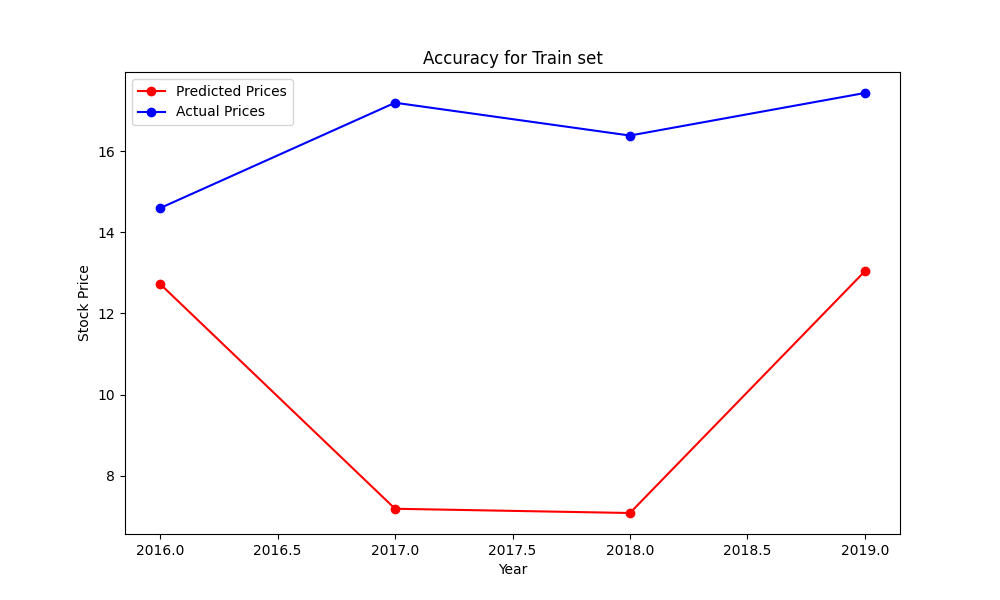 Accuracy for Train set
Predicted Prices
Actual Prices
16
14
12
10
8
Stock Price
2016.0 2016.5 2017.0 2017.5 2018.0 2018.5 2019.0
Year